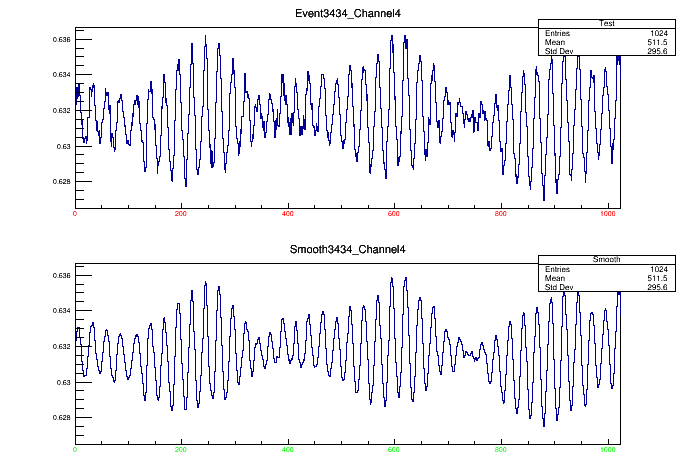 Event3434_Channel4
Test
Entries 1024
Mean 511.5
Std Dev 295.6
0.636
0.634
0.632
0.63
0.628
0 200 400 600 800 1000
Smooth3434_Channel4
Smooth
Entries 1024
Mean 511.5
Std Dev 295.6
0.636
0.634
0.632
0.63
0.628
0 200 400 600 800 1000